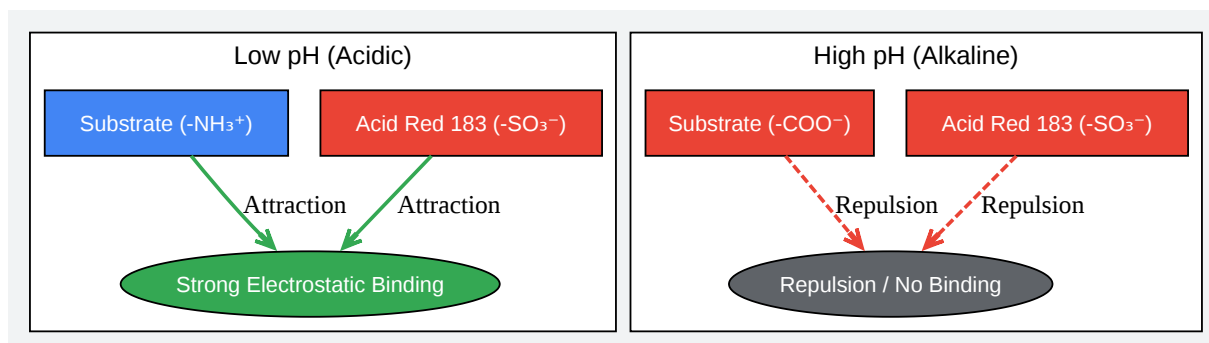 Low pH (Acidic)
Substrate (-NH₃⁺)
Acid Red 183 (-SO₃⁻)
Attraction
Attraction
Strong Electrostatic Binding
High pH (Alkaline)
Substrate (-COO⁻)
Acid Red 183 (-SO₃⁻)
Repulsion
Repulsion
Repulsion / No Binding